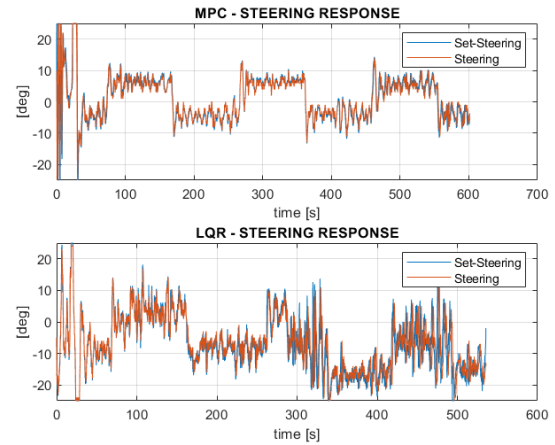 MPC - STEERING RESPONSE
[deg]
20
10
0
-10
-20
Set-Steering
Steering
0 100 200 300 400 500 600 700
time [s]
LQR - STEERING RESPONSE
[deg]
20
10
0
-10
-20
Set-Steering
Steering
0 100 200 300 400 500 600
time [s]